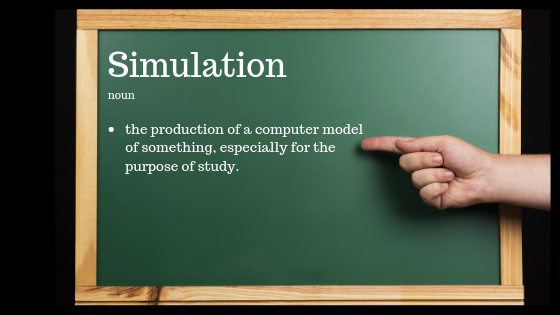 Simulation
noun
• the production of a computer model
of something, especially for the
purpose of study.